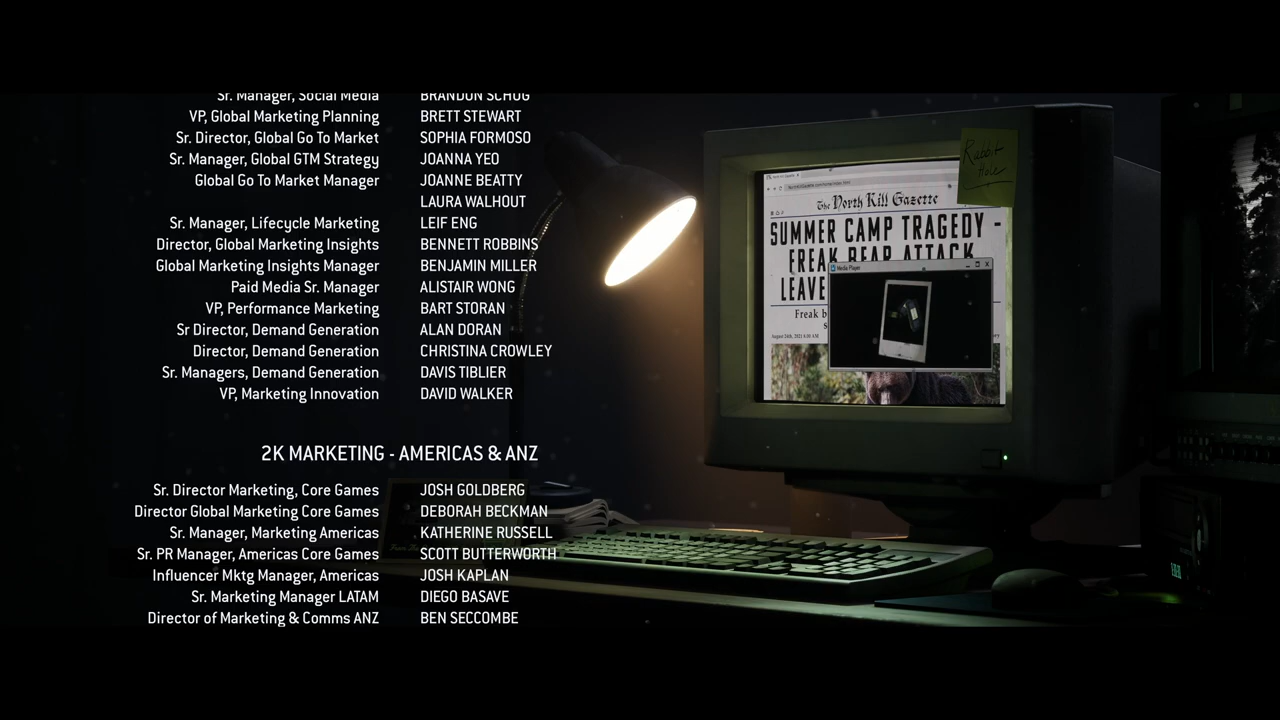 Sr. Manager, Social Media BRANDON SCHUG
VP, Global Marketing Planning BRETT STEWART
Sr. Director, Global Go To Market SOPHIA FORMOSO
Sr. Manager, Global GTM Strategy JOANNA YEO
Global Go To Market Manager JOANNE BEATTY
LAURA WALHOUT
Sr. Manager, Lifecycle Marketing LEIF ENG
Director, Global Marketing Insights BENNETT ROBBINS
Global Marketing Insights Manager BENJAMIN MILLER
Paid Media Sr. Manager ALISTAIR WONG
VP, Performance Marketing BART STORAN
Sr Director, Demand Generation ALAN DORAN
Director, Demand Generation CHRISTINA CROWLEY
Sr. Managers, Demand Generation DAVIS TIBLIER
VP, Marketing Innovation DAVID WALKER
2K MARKETING - AMERICAS & ANZ
Sr. Director Marketing, Core Games JOSH GOLDBERG
Director Global Marketing Core Games DEBORAH BECKMAN
Sr. Manager, Marketing Americas KATHERINE RUSSELL
Sr. PR Manager, Americas Core Games SCOTT BUTTERWORTH
Influencer Mktg Manager, Americas JOSH KAPLAN
Sr. Marketing Manager LATAM DIEGO BASAVE
Director of Marketing & Comms ANZ BEN SECCOMBE
Rabbit
Hole
The North Kill Gazette
SUMMER CAMP TRAGEDY -
FREAK BEAR ATTACK
LEAVE
Media Player
Freak b
s